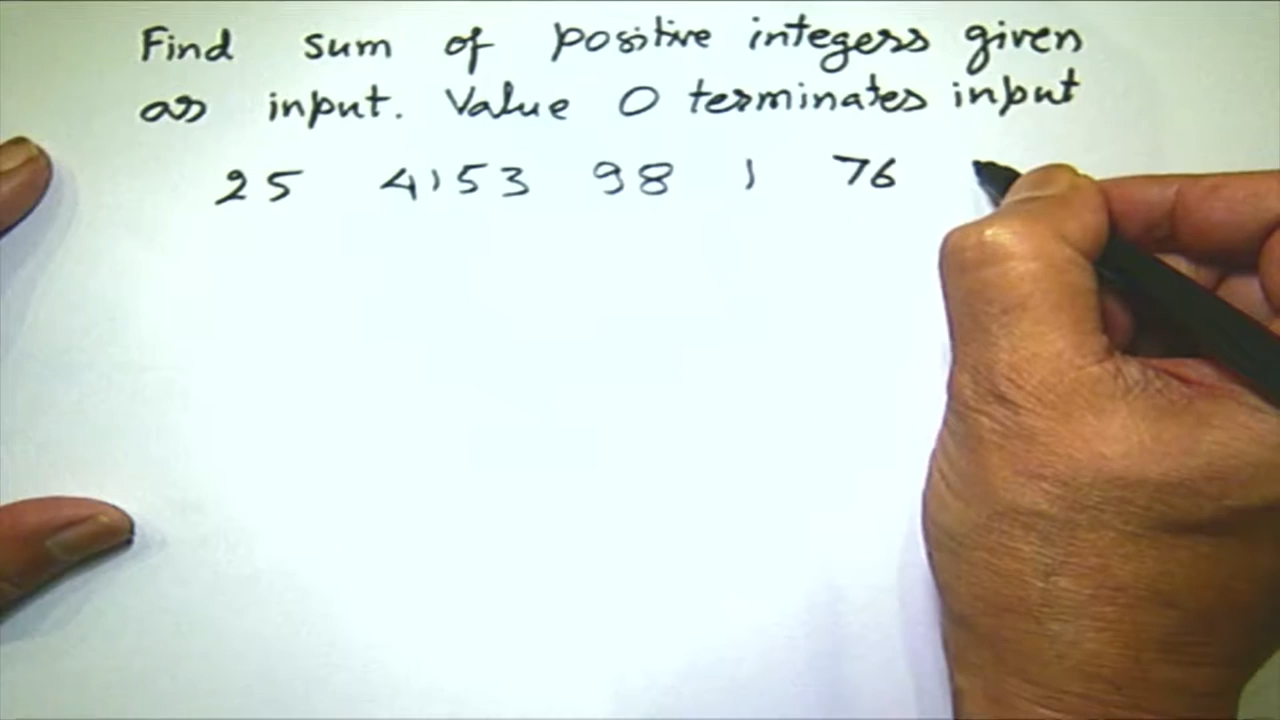 Find sum of positive integers given
as input. Value 0 terminates input
25 4153 98 1 76